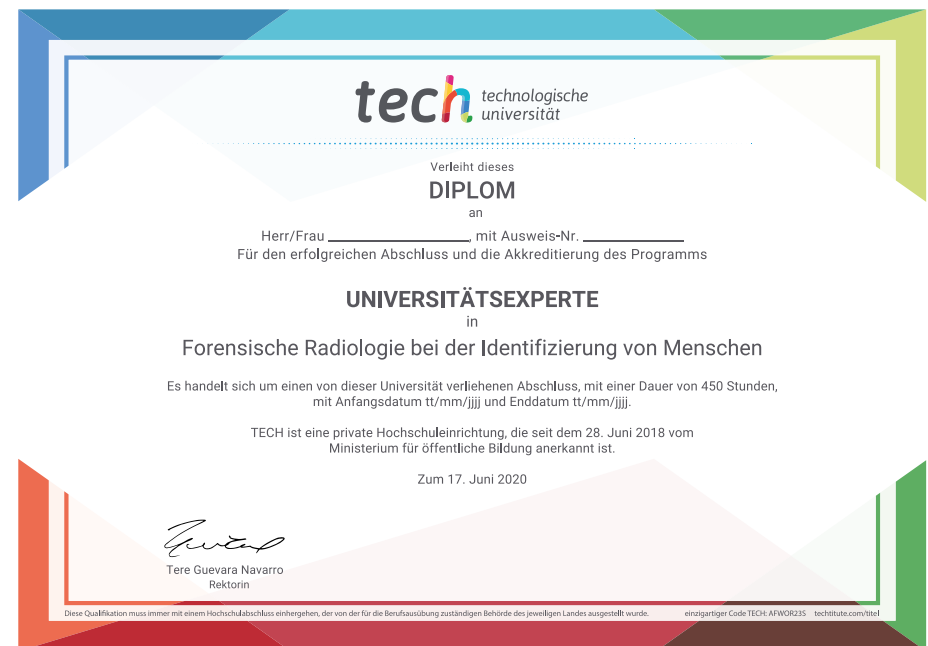 tech technologische
universität
Verleiht dieses
DIPLOM
an
Herr/Frau ____________________, mit Ausweis-Nr. ______________
Für den erfolgreichen Abschluss und die Akkreditierung des Programms
UNIVERSITÄTSEXPERTE
in
Forensische Radiologie bei der Identifizierung von Menschen
Es handelt sich um einen von dieser Universität verliehenen Abschluss, mit einer Dauer von 450 Stunden,
mit Anfangsdatum tt/mm/jjjj und Enddatum tt/mm/jjjj.
TECH ist eine private Hochschuleinrichtung, die seit dem 28. Juni 2018 vom
Ministerium für öffentliche Bildung anerkannt ist.
Zum 17. Juni 2020
Tere Guevara Navarro
Rektorin
Diese Qualifikation muss immer mit einem Hochschulabschluss einhergehen, der von der für die Berufsausübung zuständigen Behörde des jeweiligen Landes ausgestellt wurde. einzigartiger Code TECH: AFWOR23S techtitute.com/titel